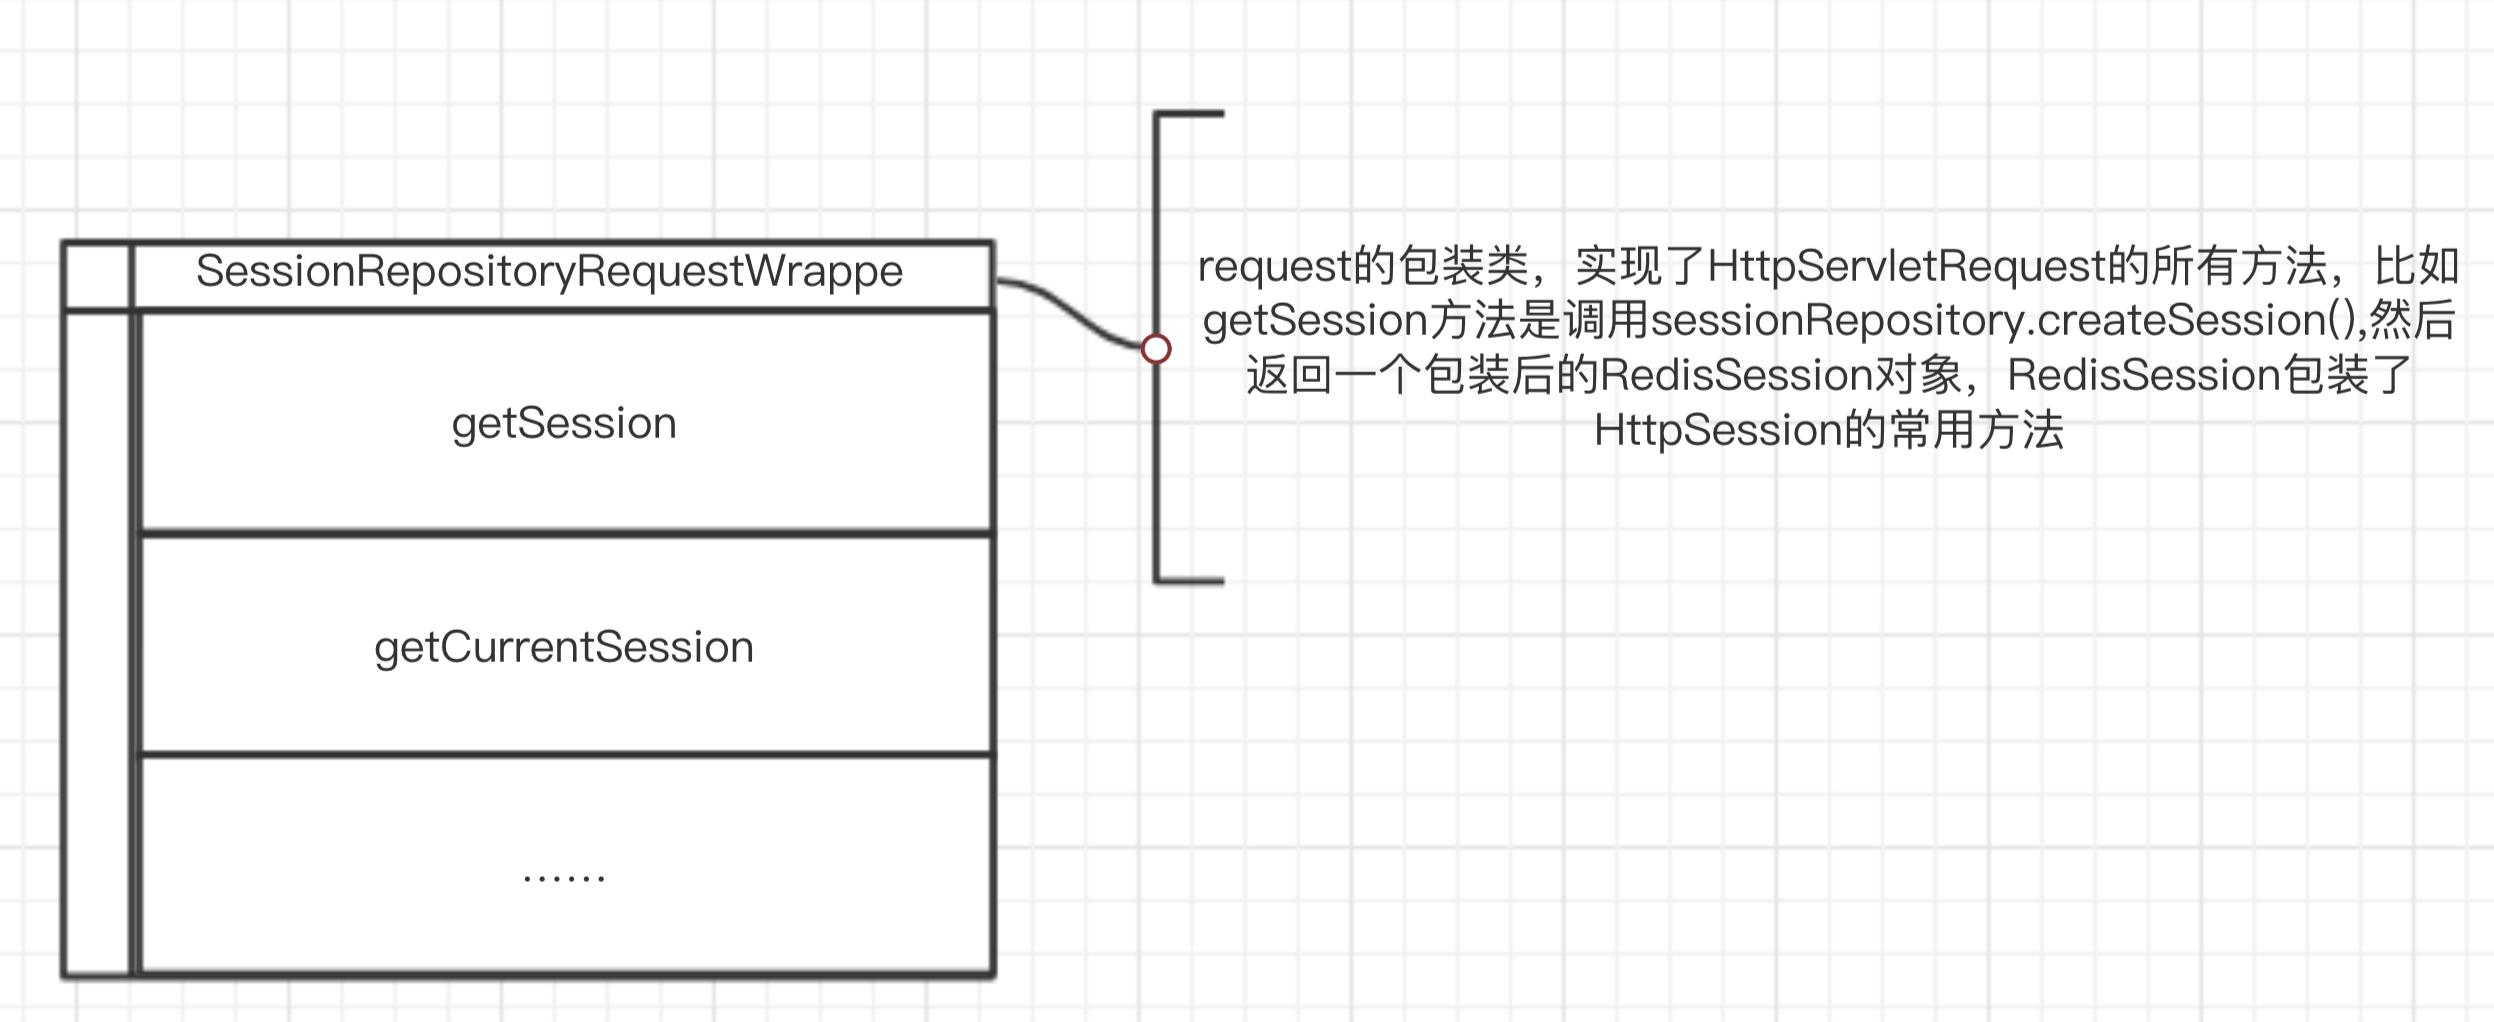 SessionRepositoryRequestWrappe
getSession
getCurrentSession
······
request的包装类，实现了HttpServletRequest的所有方法，比如
getSession方法是调用sessionRepository.createSession(),然后
返回一个包装后的RedisSession对象， RedisSession包装了
HttpSession的常用方法